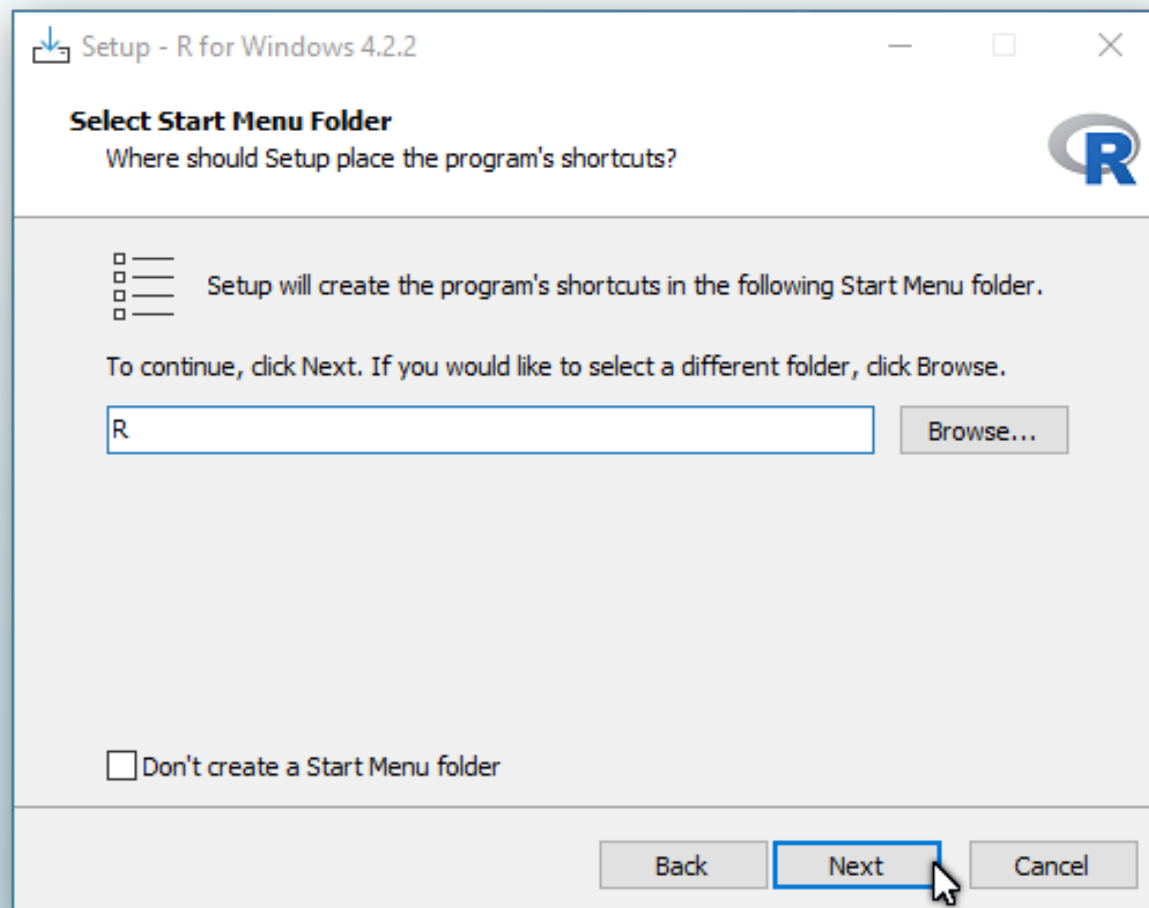 Setup - R for Windows 4.2.2
Select Start Menu Folder
Where should Setup place the program's shortcuts?
R
Setup will create the program's shortcuts in the following Start Menu folder.
To continue, click Next. If you would like to select a different folder, click Browse.
R
Browse...
Don't create a Start Menu folder
Back
Next
Cancel